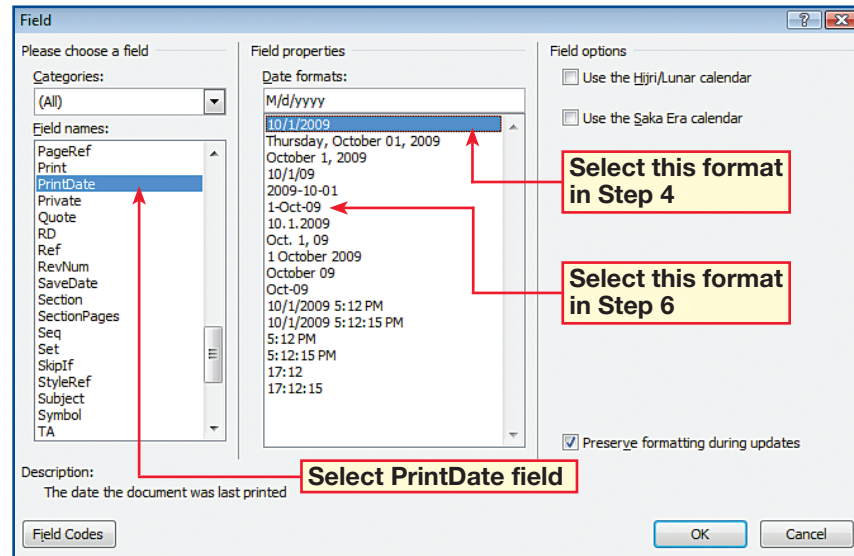 Field
Please choose a field
Categories:
(All)
Field names:
PageRef
Print
PrintDate
Private
Quote
RD
Ref
RevNum
SaveDate
Section
SectionPages
Seq
Set
SkipIf
StyleRef
Subject
Symbol
TA
Field properties
Date formats:
M/d/yyyy
10/1/2009
Thursday, October 01, 2009
October 1, 2009
10/1/09
2009-10-01
1-Oct-09
10.1.2009
Oct. 1, 09
1 October 2009
October 09
Oct-09
10/1/2009 5:12 PM
10/1/2009 5:12:15 PM
5:12 PM
5:12:15 PM
17:12
17:12:15
Field options
Use the Hijri/Lunar calendar
Use the Saka Era calendar
Select this format
in Step 4
Select this format
in Step 6
Preserve formatting during updates
Select PrintDate field
Description:
The date the document was last printed
Field Codes
OK
Cancel